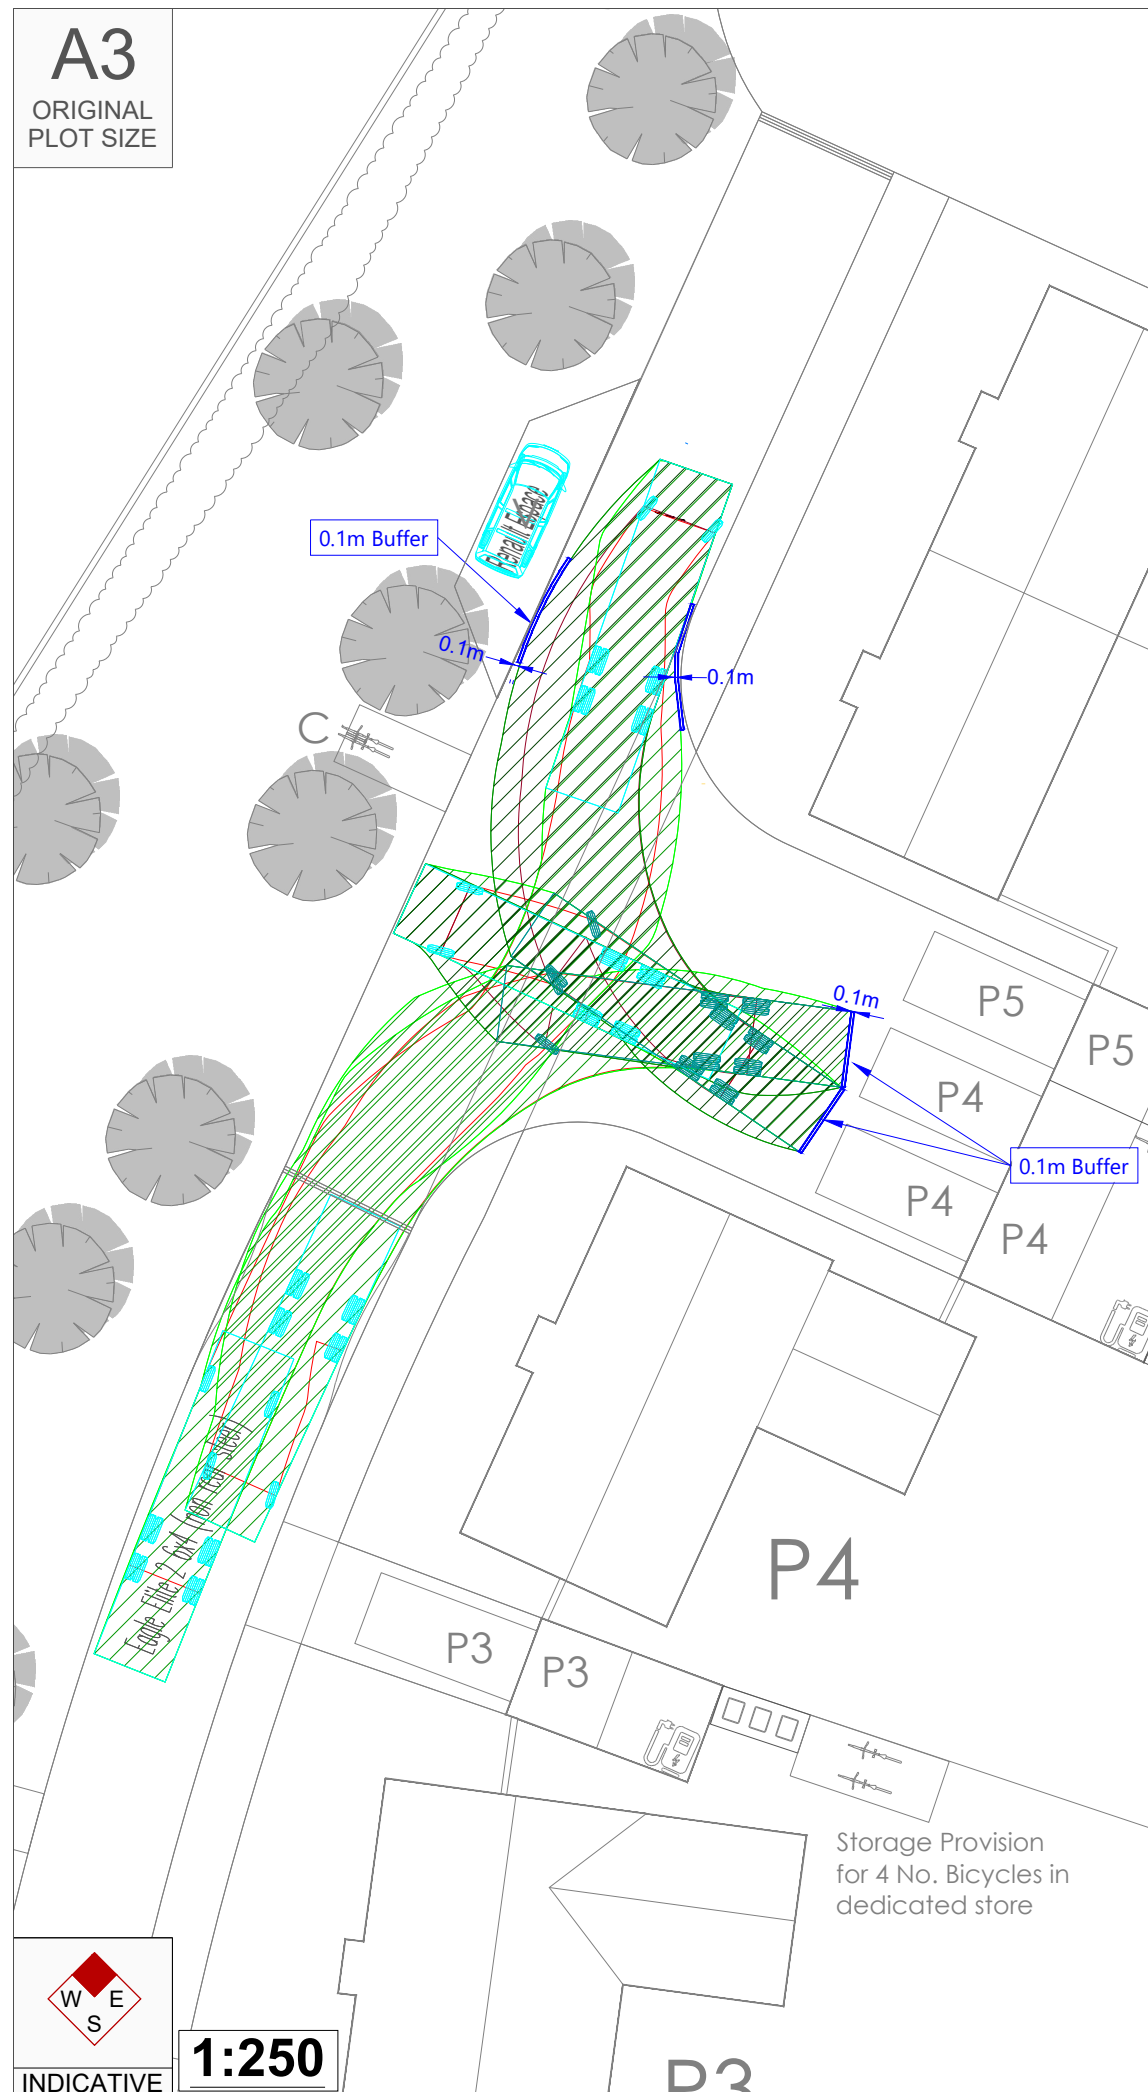 A3
ORIGINAL
PLOT SIZE
Renault Espace
0.1m Buffer
0.1m
0.1m
C
0.1m
P5
P5
P4
0.1m Buffer
P4
P4
Eagle Elite 2 6x4 (non rear steer)
P4
P3
P3
Storage Provision
for 4 No. Bicycles in
dedicated store
W E
S
INDICATIVE
1:250
P3